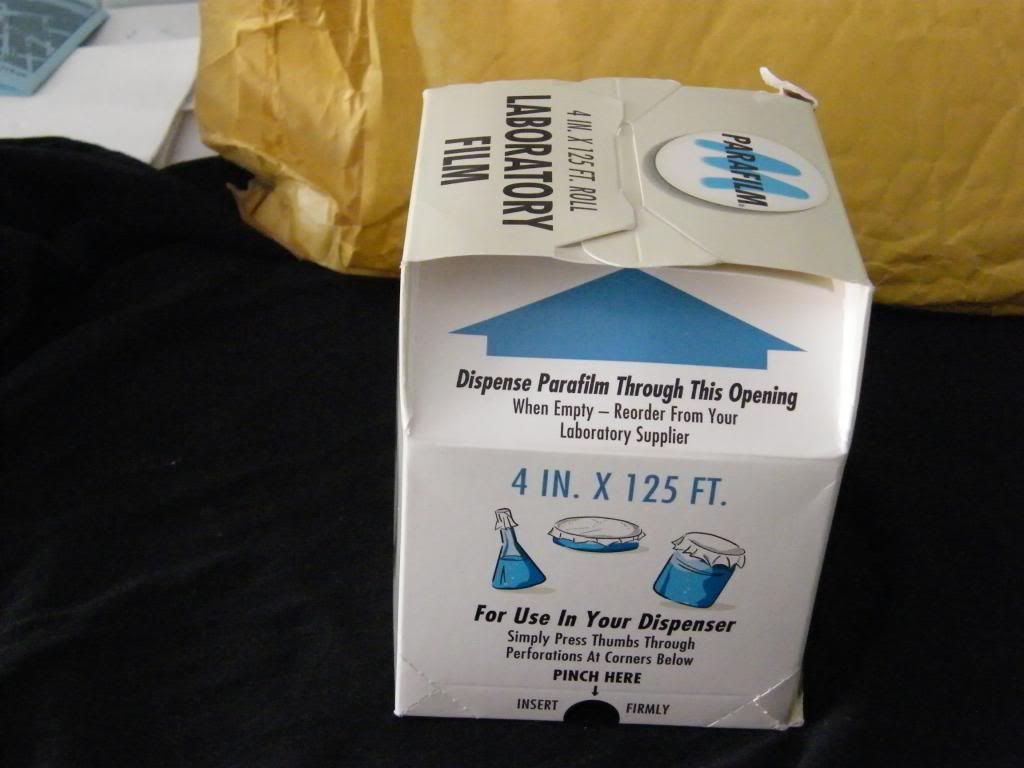 4 IN. X 125 FT. ROLL
LABORATORY
FILM
PARAFILM
Dispense Parafilm Through This Opening
When Empty – Reorder From Your
Laboratory Supplier
4 IN. X 125 FT.
For Use In Your Dispenser
Simply Press Thumbs Through
Perforations At Corners Below
PINCH HERE
INSERT FIRMLY